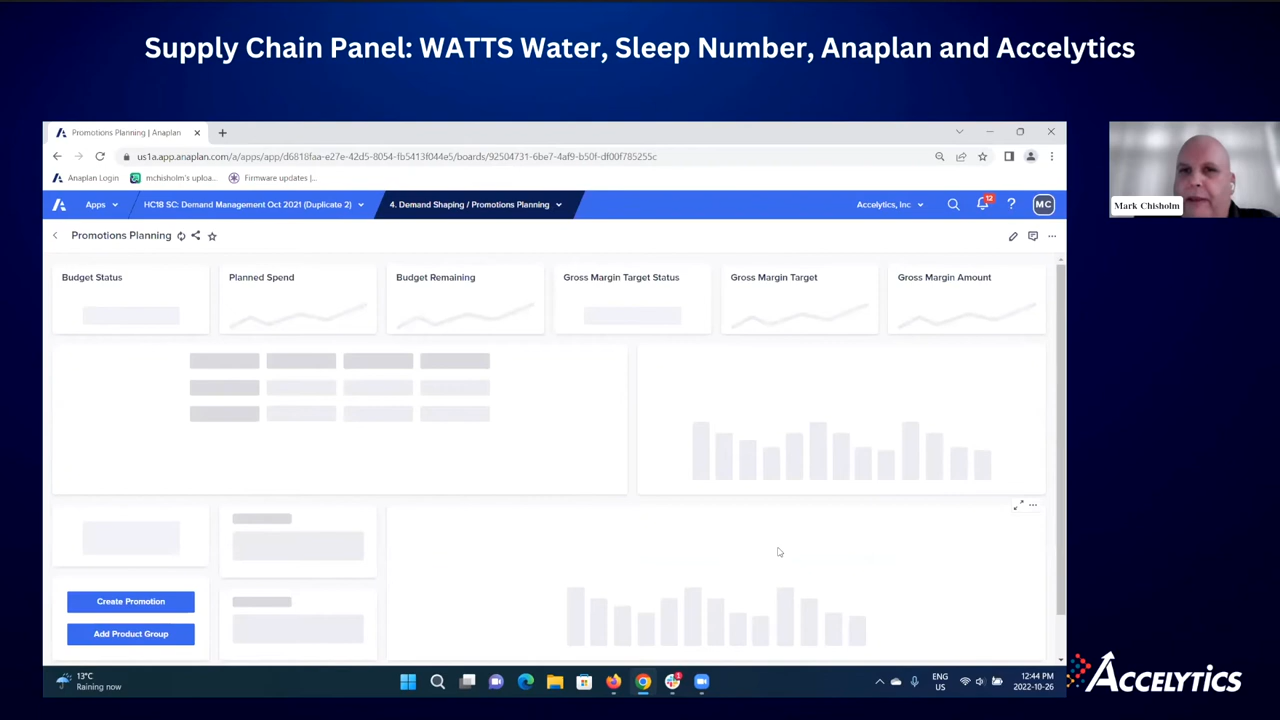 Supply Chain Panel: WATTS Water, Sleep Number, Anaplan and Accelytics
Promotions Planning | Anaplan
us1a.app.anaplan.com/a/apps/app/d6818faa-e27e-42d5-8054-fb5413f044e5/boards/92504731-6be7-4af9-b50f-df00f785255c
Anaplan Login
mchisholm's uploa...
Firmware updates |...
Apps
HC18 SC: Demand Management Oct 2021 (Duplicate 2)
4. Demand Shaping / Promotions Planning
Accelytics, Inc
12
?
MC
Mark Chisholm
Promotions Planning
Budget Status
Planned Spend
Budget Remaining
Gross Margin Target Status
Gross Margin Target
Gross Margin Amount
Create Promotion
Add Product Group
13°C
Raining now
ENG
US
12:44 PM
2022-10-26
ACCELYTICS